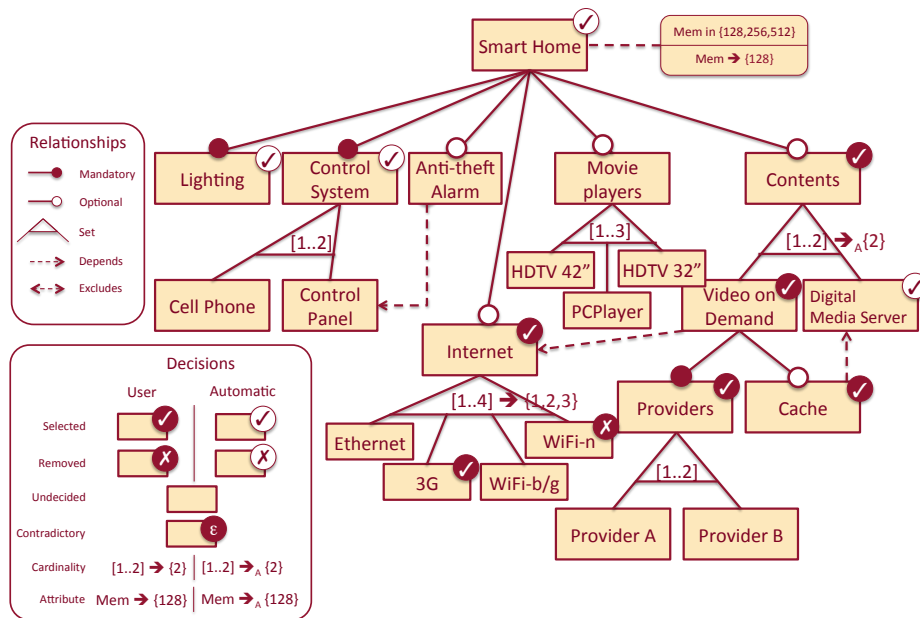 Smart Home
Mem in {128,256,512}
Mem ➔ {128}
Relationships
Mandatory
Optional
Set
Depends
Excludes
Lighting
Control
System
Anti-theft
Alarm
Movie
players
Contents
[1..2]
[1..3]
[1..2] ➔ A {2}
Cell Phone
Control
Panel
HDTV 42”
HDTV 32”
PCPlayer
Video on
Demand
Digital
Media Server
Internet
[1..4] ➔ {1,2,3}
Ethernet
3G
WiFi-b/g
WiFi-n
Providers
Cache
[1..2]
Provider A
Provider B
Decisions
User
Automatic
Selected
Removed
Undecided
Contradictory
ε
Cardinality
[1..2] ➔ {2}
[1..2] ➔ A {2}
Attribute
Mem ➔ {128}
Mem ➔ A {128}